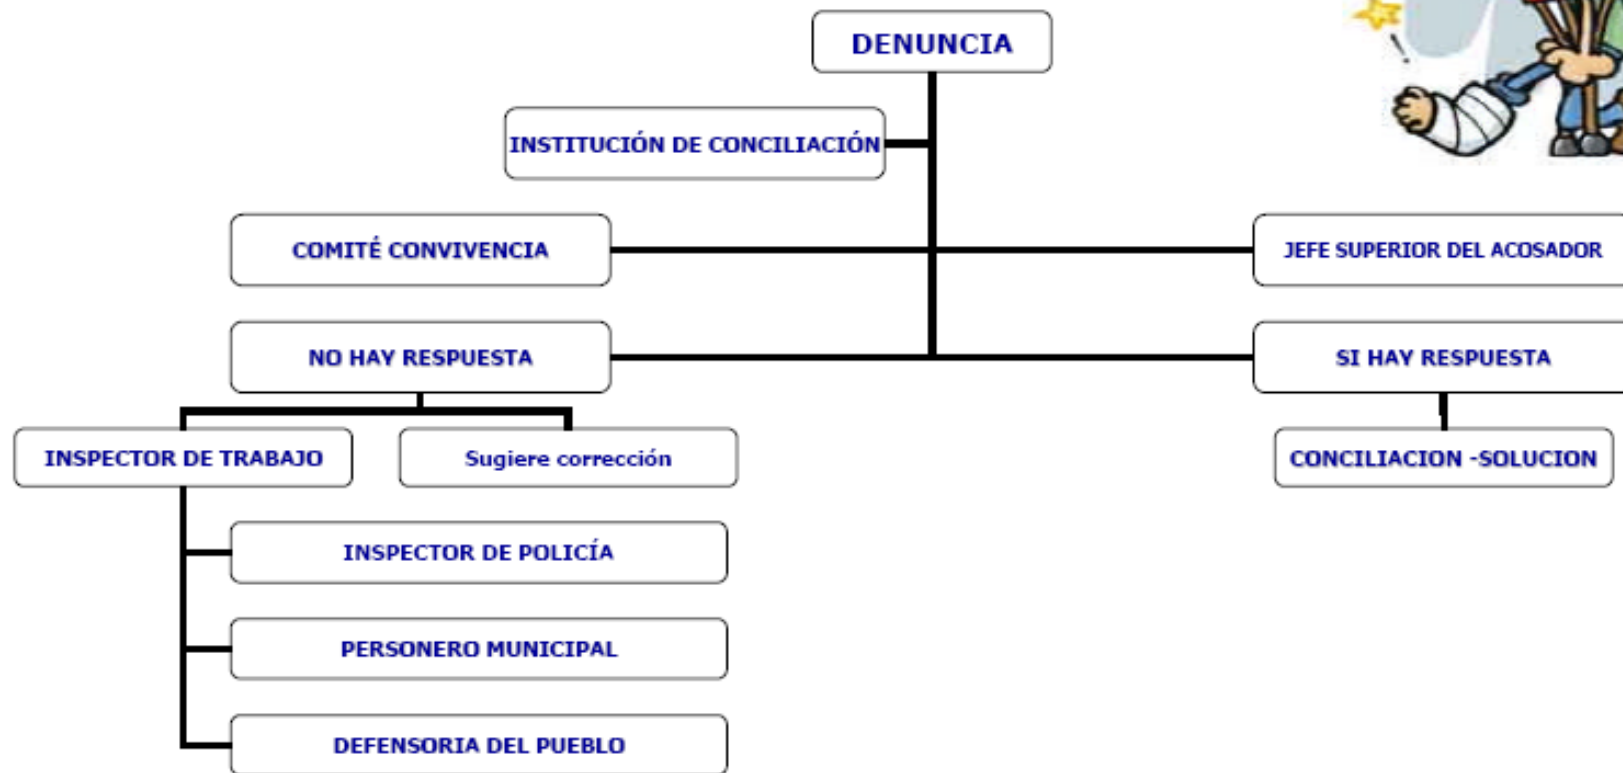 DENUNCIA
INSTITUCIÓN DE CONCILIACIÓN
COMITÉ CONVIVENCIA
JEFE SUPERIOR DEL ACOSADOR
NO HAY RESPUESTA
SI HAY RESPUESTA
INSPECTOR DE TRABAJO
Sugiere corrección
CONCILIACION -SOLUCION
INSPECTOR DE POLICÍA
PERSONERO MUNICIPAL
DEFENSORIA DEL PUEBLO